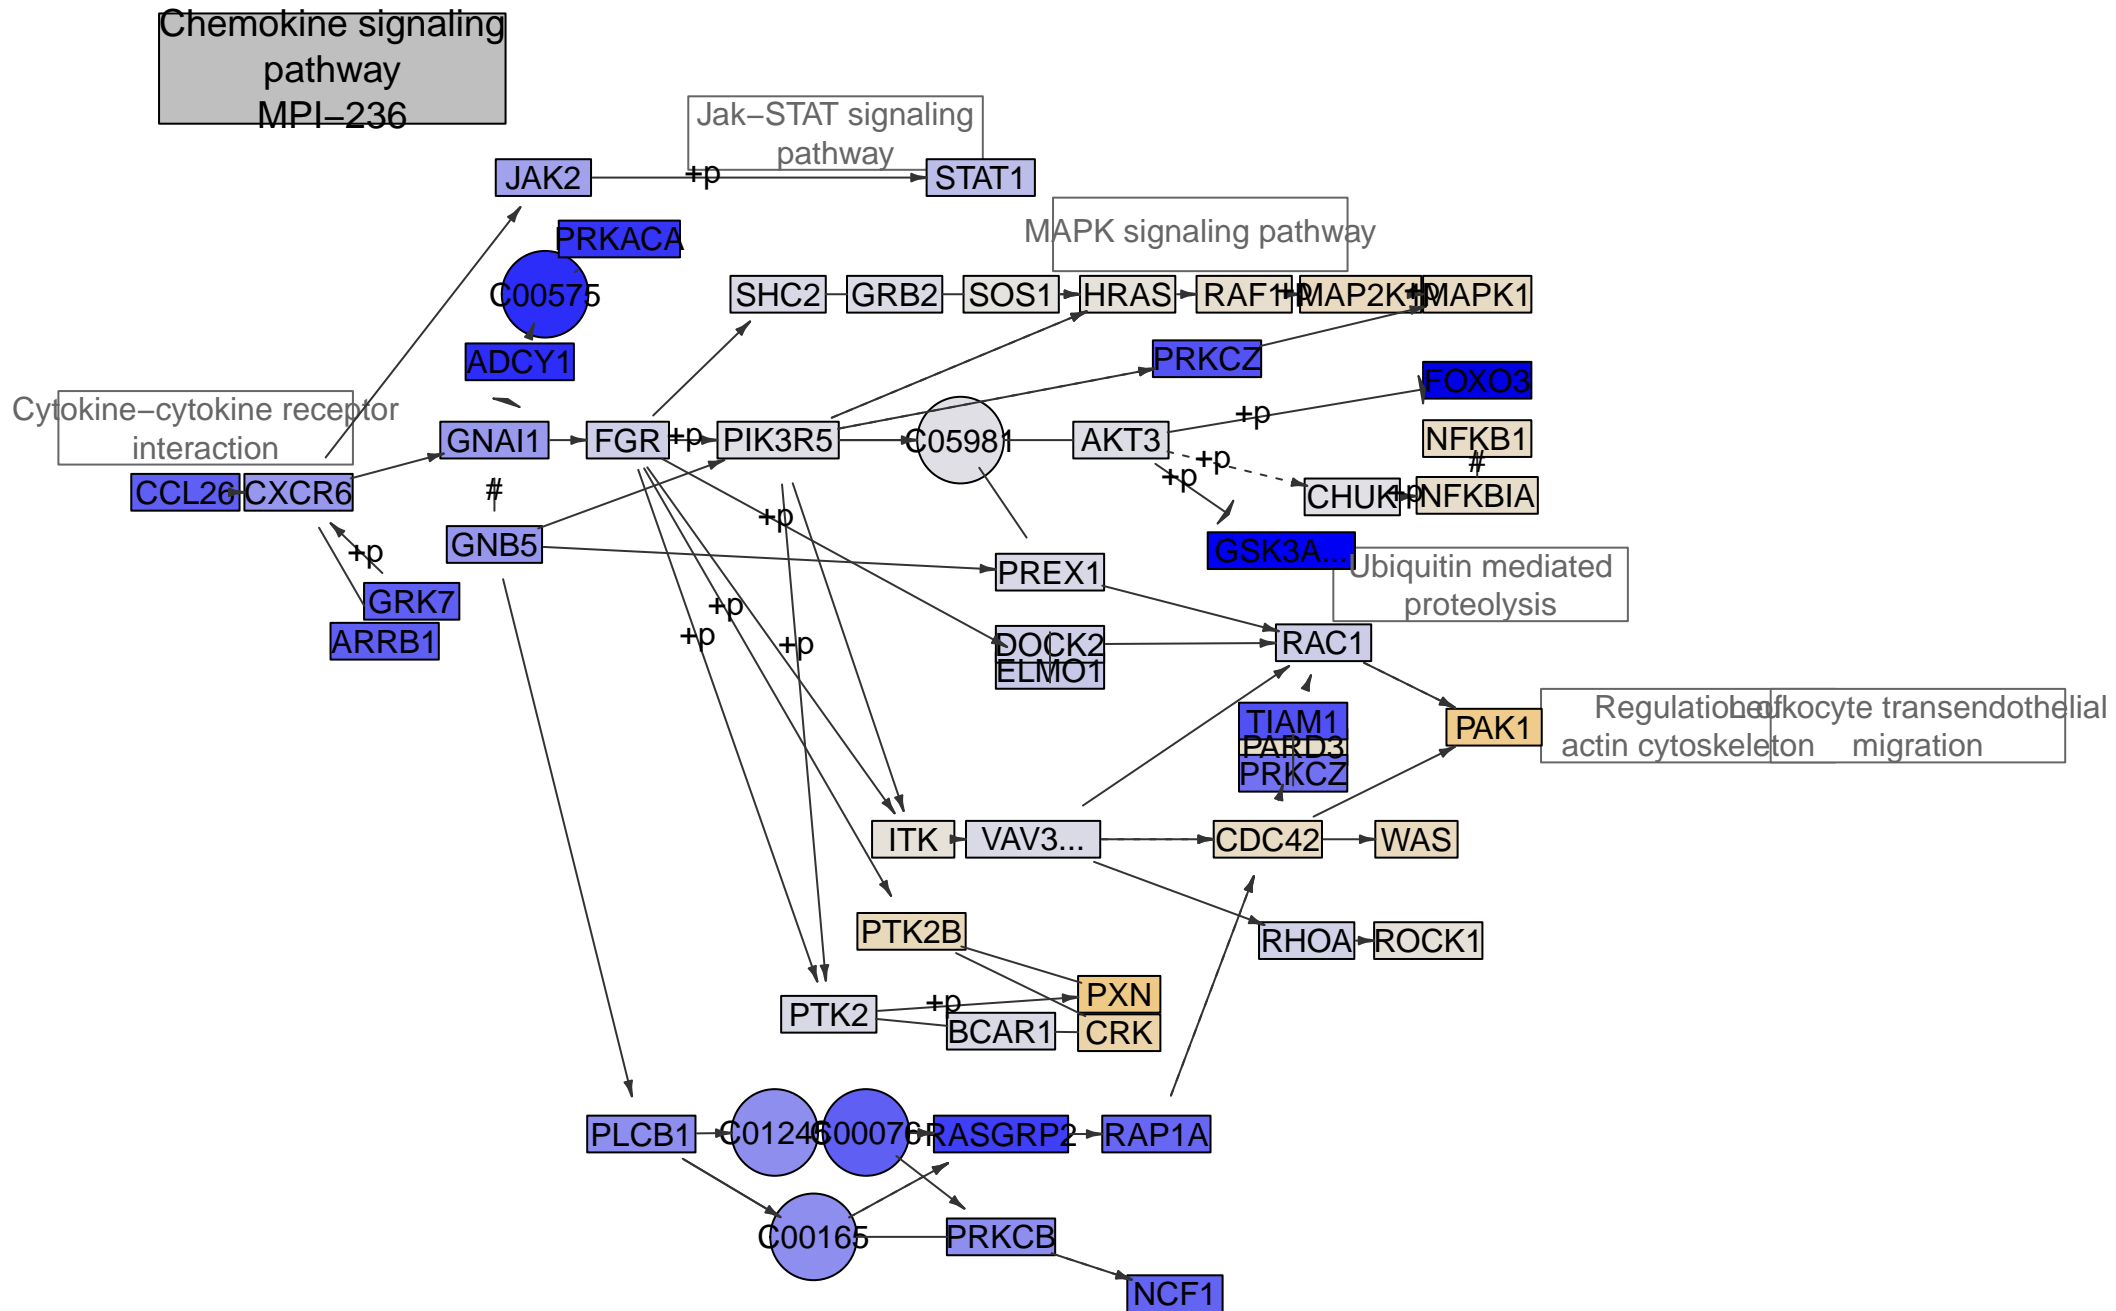 Chemokine signaling
pathway
MPI−236
Jak−STAT signaling
pathway
JAK2
+p
STAT1
PRKACA
MAPK signaling pathway
C00575
SHC2
GRB2
SOS1
HRAS
RAF1
+p
MAP2K1
+p
MAPK1
ADCY1
PRKCZ
FOXO3
+p
Cytokine−cytokine receptor
interaction
GNAI1
FGR
+p
PIK3R5
C05981
AKT3
NFKB1
+p
#
CCL26
CXCR6
#
+p
CHUK
+p
NFKBIA
+p
GNB5
+p
GSK3A...
Ubiquitin mediated
proteolysis
PREX1
GRK7
+p
ARRB1
+p
+p
DOCK2
ELMO1
RAC1
TIAM1
PARD3
PRKCZ
PAK1
Regulation of
actin cytoskeleton
Leukocyte transendothelial
migration
ITK
VAV3...
CDC42
WAS
PTK2B
RHOA
ROCK1
PXN
+p
PTK2
BCAR1
CRK
PLCB1
C01245
C00076
RASGRP2
RAP1A
C00165
PRKCB
NCF1